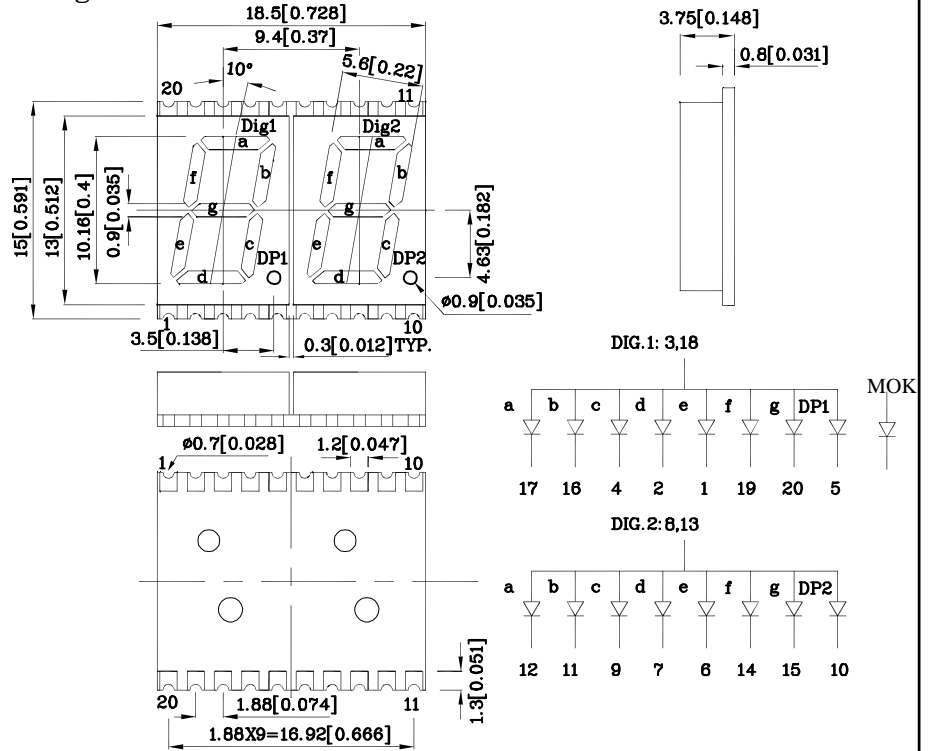 18.5[0.728]
9.4[0.37]
10°
5.6[0.22]
3.75[0.148]
0.8[0.031]
20
11
Dig1
Dig2
a
a
f
b
f
b
g
g
e
c
e
c
d
DP1
d
DP2
15[0.591]
13[0.512]
10.16[0.4]
0.9[0.035]
4.63[0.182]
ø0.9[0.035]
1
10
3.5[0.138]
0.3[0.012]TYP.
DIG.1: 3,18
a b c d e f g DP1
MOK
17 16 4 2 1 19 20 5
DIG.2: 8,13
a b c d e f g DP2
12 11 9 7 6 14 15 10
ø0.7[0.028]
1.2[0.047]
1
10
1.3[0.051]
20
1.88[0.074]
11
1.88X9=16.92[0.666]